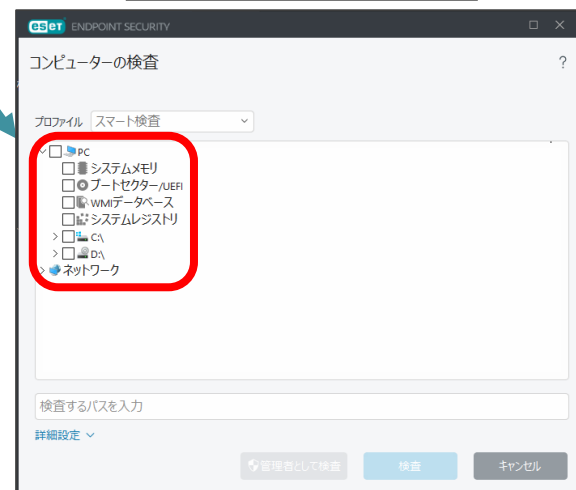 eset ENDPOINT SECURITY
コンピューターの検査
?
プロファイル スマート検査
PC
システムメモリ
ブートセクター/UEFI
WMIデータベース
システムレジストリ
C:\
D:\
ネットワーク
検査するパスを入力
詳細設定
管理者として検査 検査 キャンセル